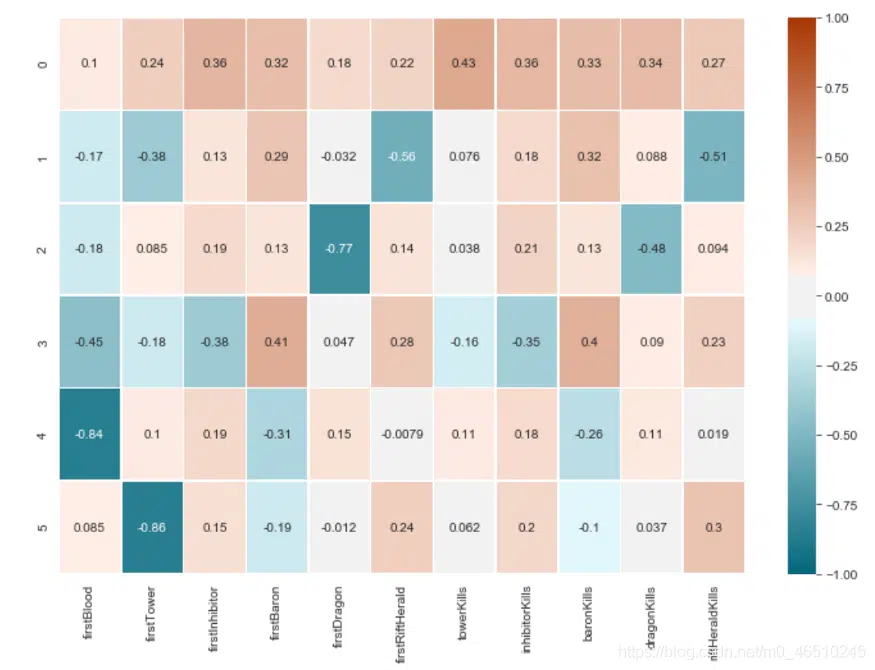 0 0.1 0.24 0.36 0.32 0.18 0.22 0.43 0.36 0.33 0.34 0.27
1 -0.17 -0.38 0.13 0.29 -0.032 -0.56 0.076 0.18 0.32 0.088 -0.51
2 -0.18 0.085 0.19 0.13 -0.77 0.14 0.038 0.21 0.13 -0.48 0.094
3 -0.45 -0.18 -0.38 0.41 0.047 0.28 -0.16 -0.35 0.4 0.09 0.23
4 -0.84 0.1 0.19 -0.31 0.15 -0.0079 0.11 0.18 -0.26 0.11 0.019
5 0.085 -0.86 0.15 -0.19 -0.012 0.24 0.062 0.2 -0.1 0.037 0.3
firstBlood
firstTower
firstInhibitor
firstBaron
firstDragon
firstRiftHerald
towerKills
inhibitorKills
baronKills
dragonKills
riftHeraldKills
1.00
0.75
0.50
0.25
0.00
−0.25
−0.50
−0.75
−1.00
https://blog.csdn.net/m0_46510245